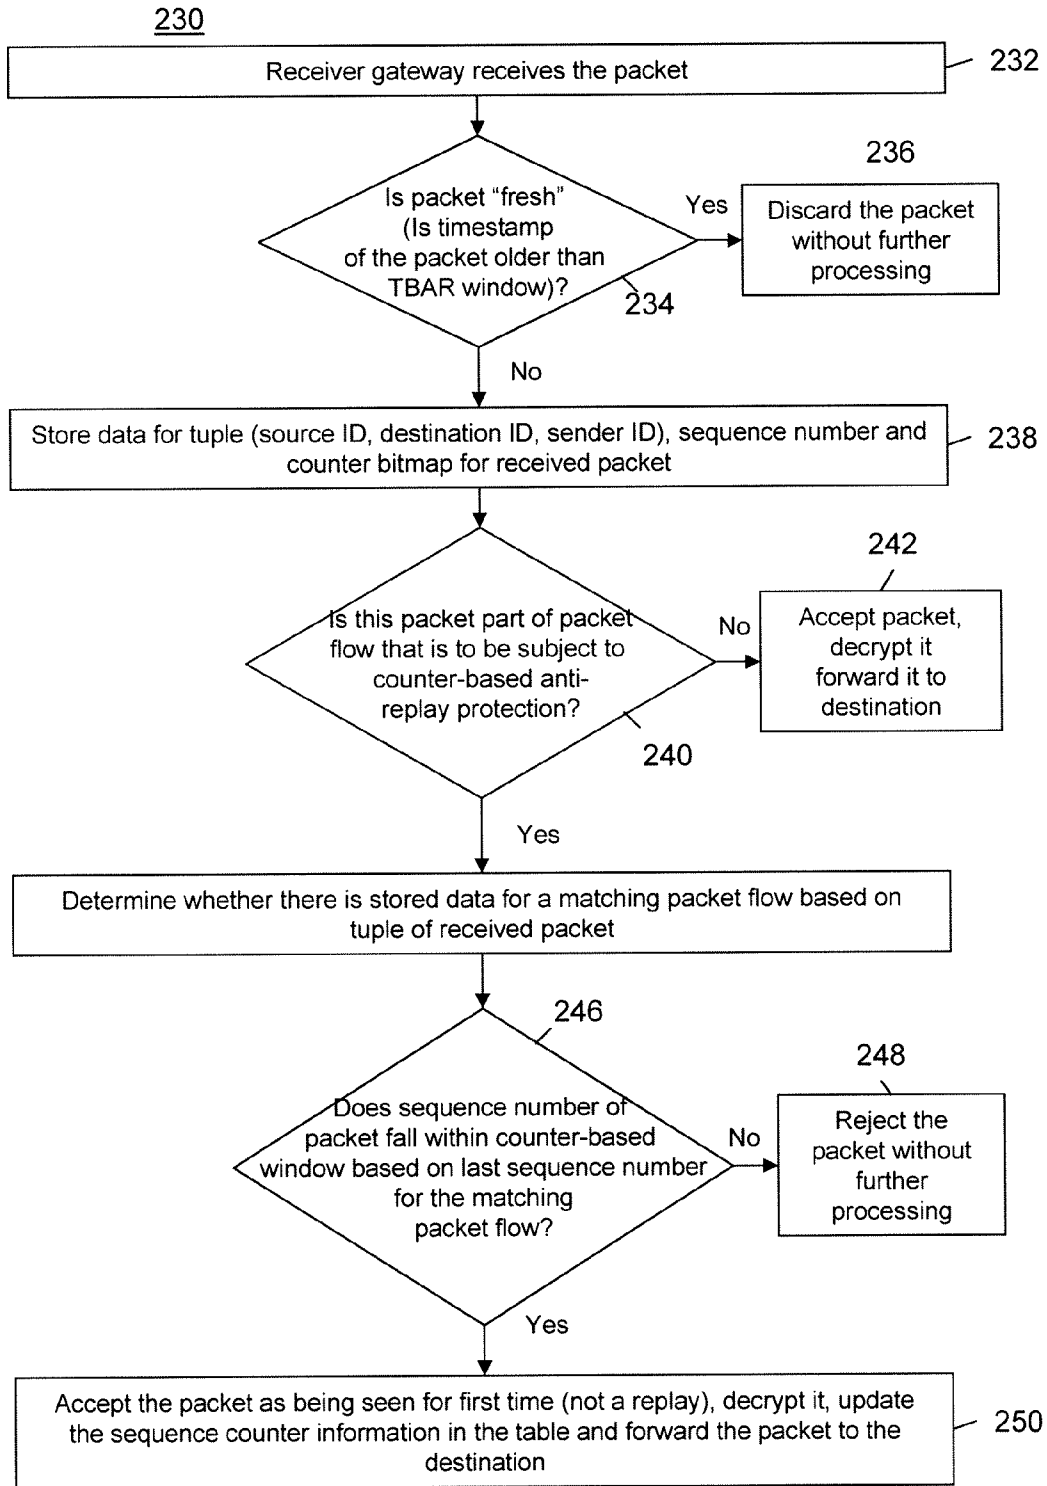 230
Receiver gateway receives the packet
232
Is packet “fresh”
(Is timestamp
of the packet older than
TBAR window)?
234
Yes
236
Discard the packet
without further
processing
No
Store data for tuple (source ID, destination ID, sender ID), sequence number and
counter bitmap for received packet
238
Is this packet part of packet
flow that is to be subject to
counter-based anti-
replay protection?
240
No
242
Accept packet,
decrypt it
forward it to
destination
Yes
Determine whether there is stored data for a matching packet flow based on
tuple of received packet
246
Does sequence number of
packet fall within counter-based
window based on last sequence number
for the matching
packet flow?
No
248
Reject the
packet without
further
processing
Yes
Accept the packet as being seen for first time (not a replay), decrypt it, update
the sequence counter information in the table and forward the packet to the
destination
250